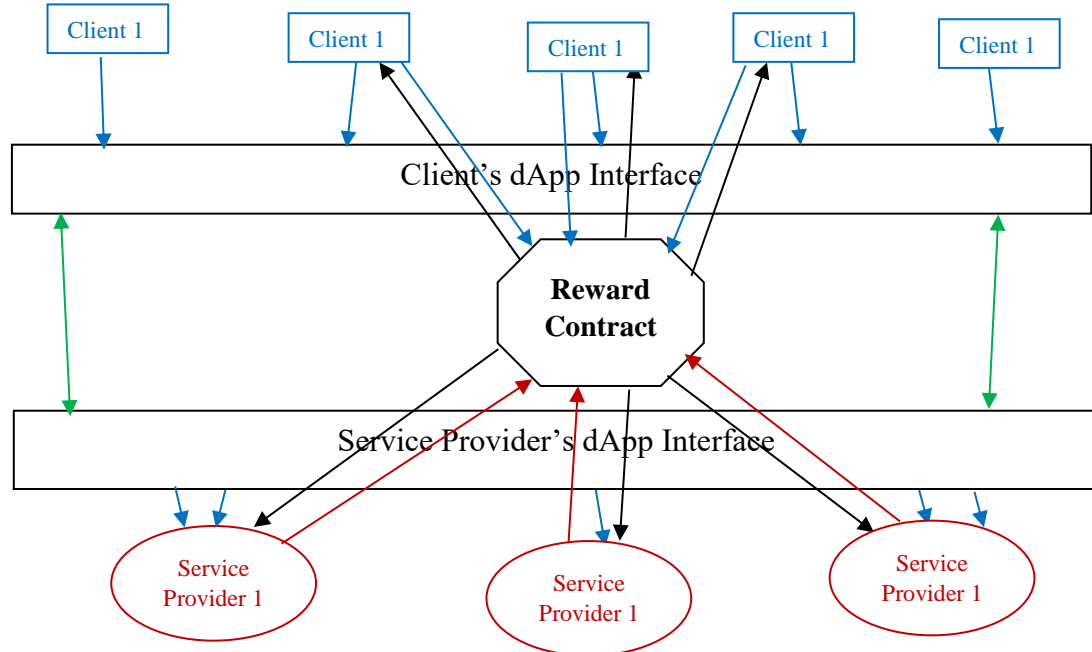 Client 1
Client 1
Client 1
Client 1
Client 1
Client's dApp Interface
Reward
Contract
Service Provider's dApp Interface
Service
Provider 1
Service
Provider 1
Service
Provider 1